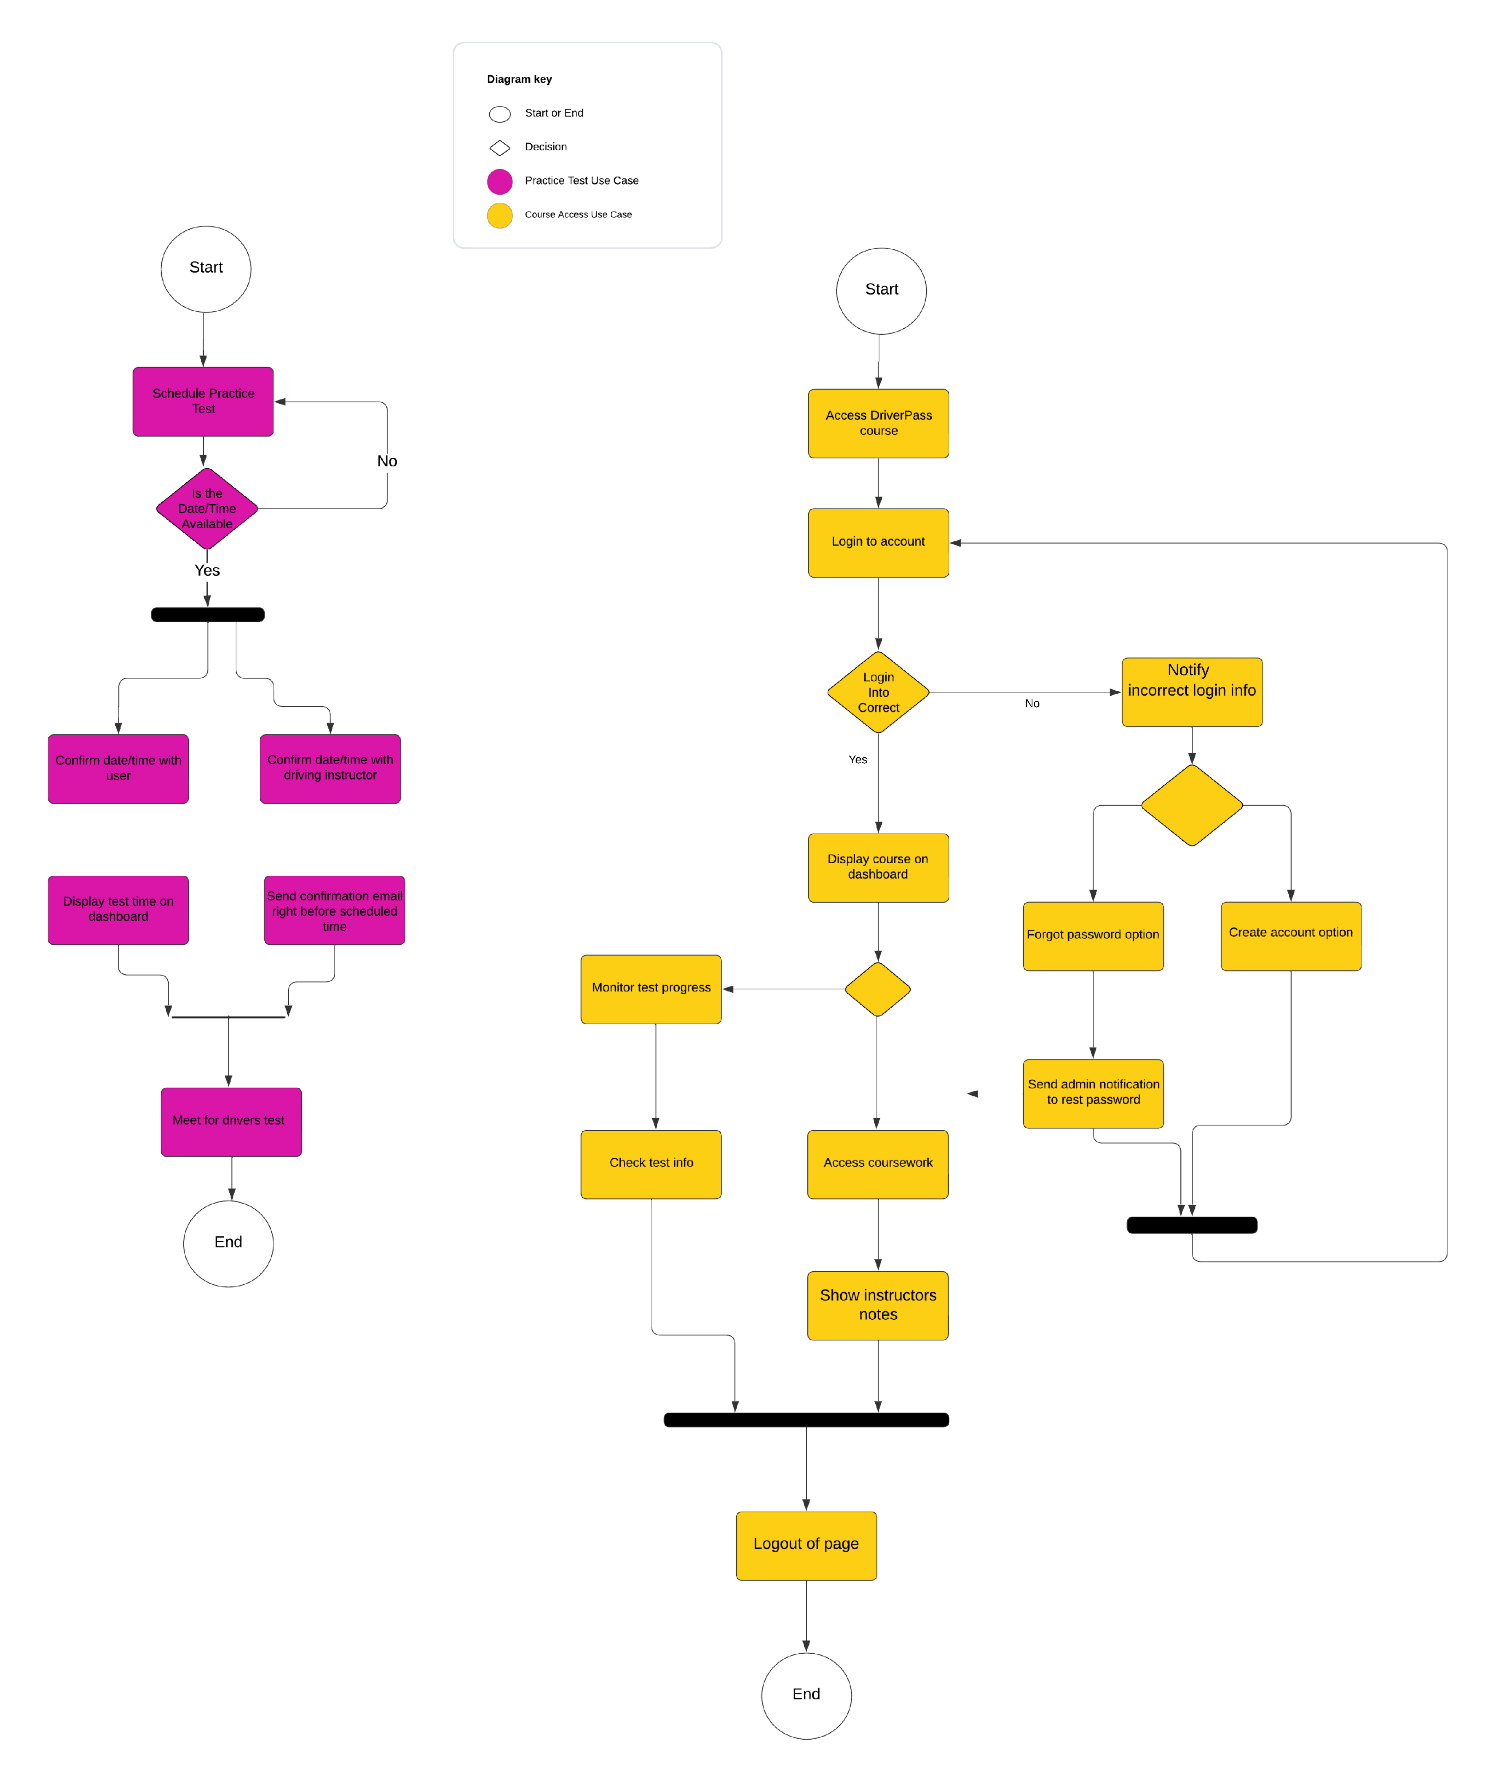 Diagram key
Start or End
Decision
Practice Test Use Case
Course Access Use Case
Start
Schedule Practice
Test
No
Is the
Date/Time
Available
Yes
Confirm date/time with
user
Confirm date/time with
driving instructor
Display test time on
dashboard
Send confirmation email
right before scheduled
time
Meet for drivers test
End
Start
Access DriverPass
course
Login to account
Login
Into
Correct
No
Notify
incorrect login info
Yes
Display course on
dashboard
Forgot password option
Create account option
Monitor test progress
Send admin notification
to rest password
Check test info
Access coursework
Show instructors
notes
Logout of page
End